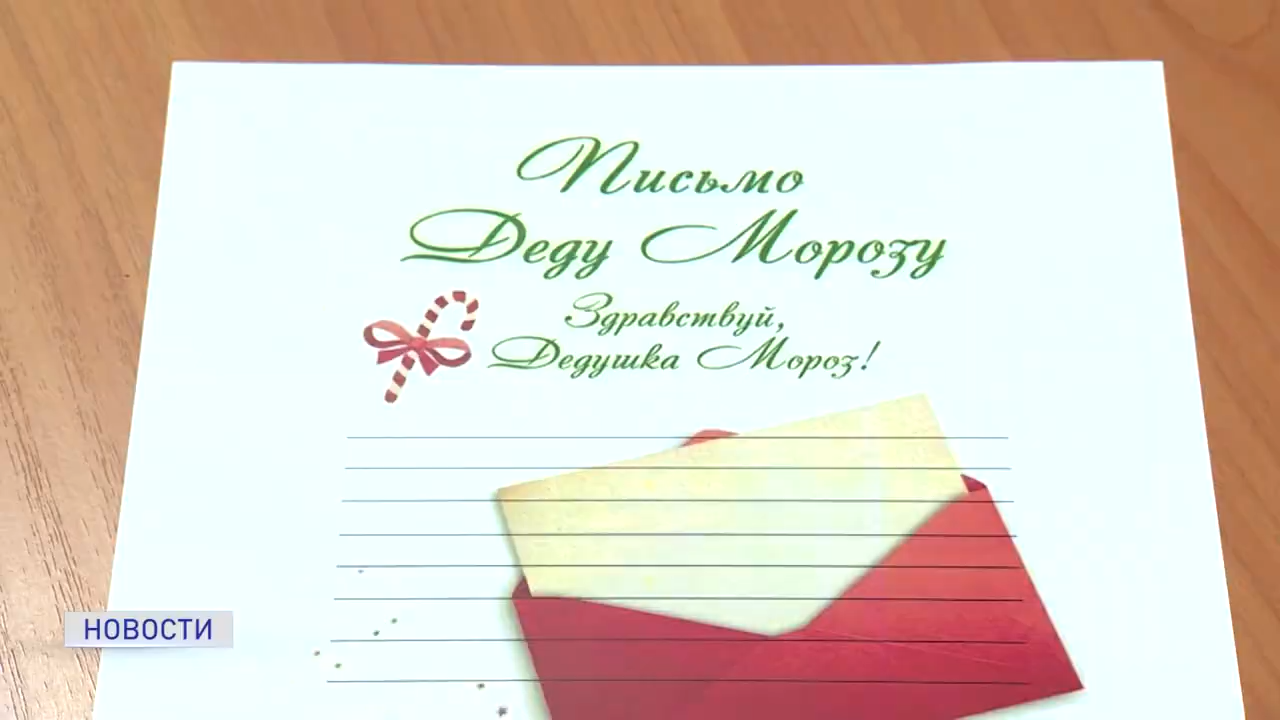 Письмо
Деду Морозу
Здравствуй,
Дедушка Мороз!
НОВОСТИ